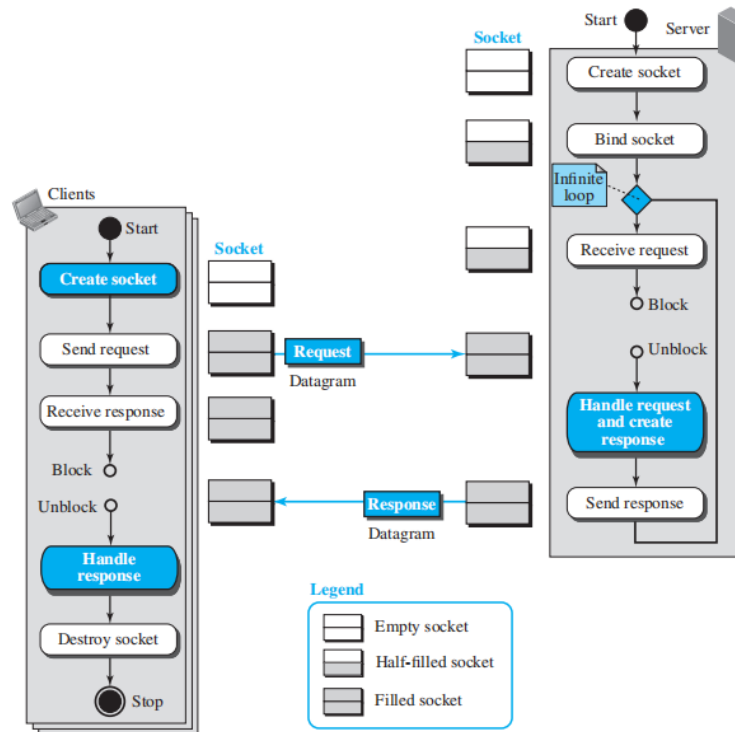 Start
Server
Socket
Create socket
Bind socket
Infinite
loop
Receive request
Block
Unblock
Handle request
and create
response
Send response
Clients
Start
Socket
Create socket
Send request
Request
Datagram
Receive response
Block
Unblock
Response
Datagram
Handle
response
Destroy socket
Stop
Legend
Empty socket
Half-filled socket
Filled socket